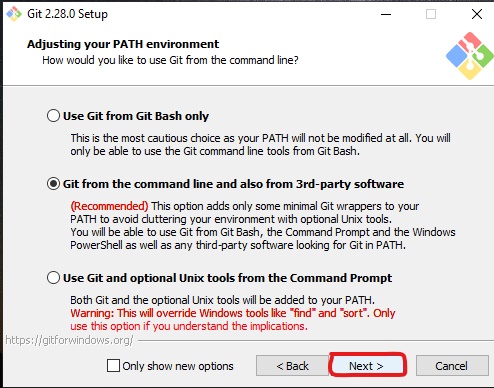 Git 2.28.0 Setup
Adjusting your PATH environment
How would you like to use Git from the command line?
Use Git from Git Bash only
This is the most cautious choice as your PATH will not be modified at all. You will
only be able to use the Git command line tools from Git Bash.
Git from the command line and also from 3rd-party software
(Recommended) This option adds only some minimal Git wrappers to your
PATH to avoid cluttering your environment with optional Unix tools.
You will be able to use Git from Git Bash, the Command Prompt and the Windows
PowerShell as well as any third-party software looking for Git in PATH.
Use Git and optional Unix tools from the Command Prompt
Both Git and the optional Unix tools will be added to your PATH.
Warning: This will override Windows tools like "find" and "sort". Only
use this option if you understand the implications.
https://gitforwindows.org/
Only show new options
< Back
Next >
Cancel